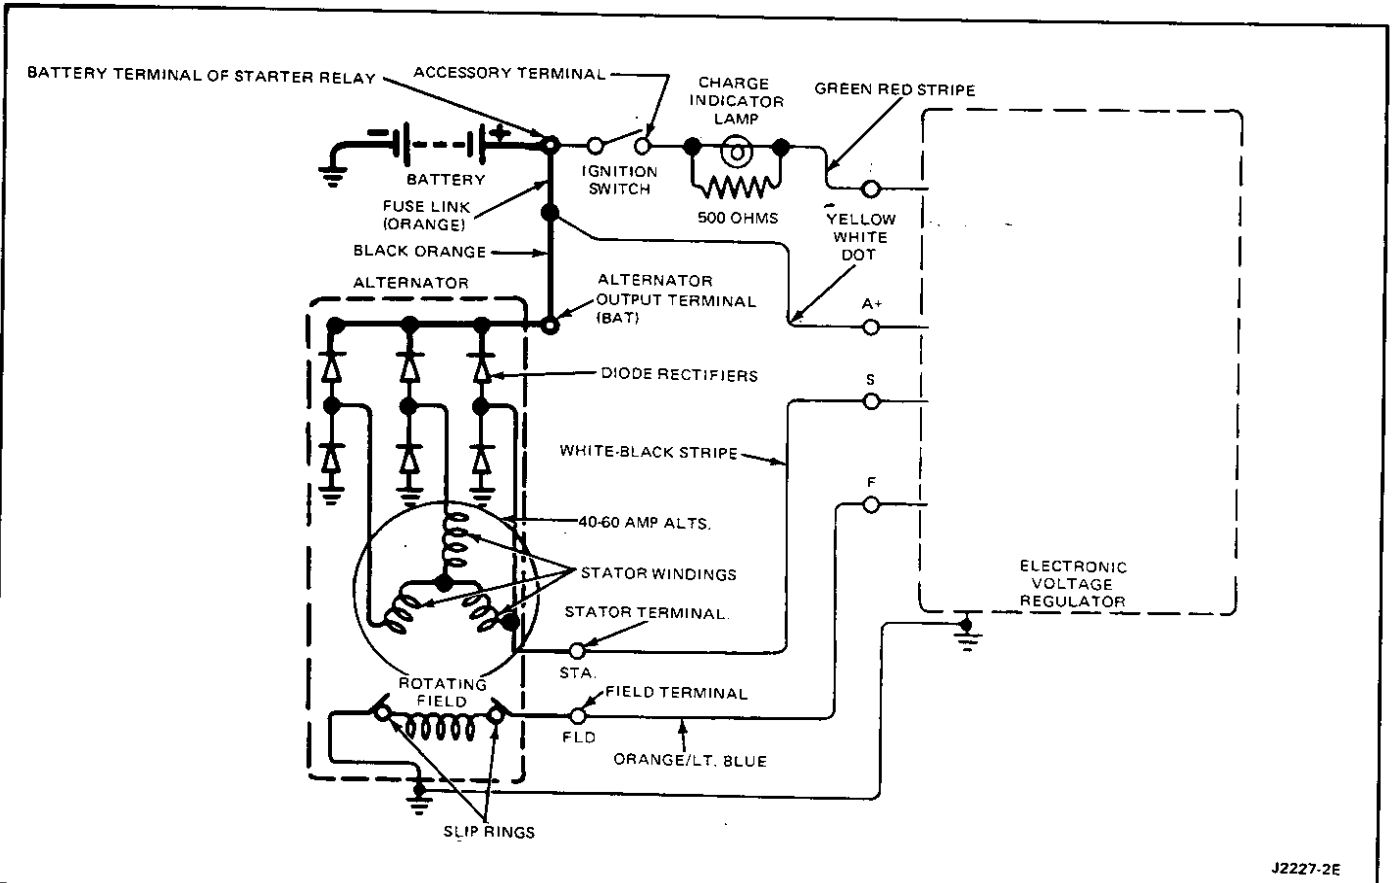 BATTERY TERMINAL OF STARTER RELAY
ACCESSORY TERMINAL
CHARGE
INDICATOR
LAMP
GREEN RED STRIPE
−
+
BATTERY
IGNITION
SWITCH
500 OHMS
FUSE LINK
(ORANGE)
YELLOW
WHITE
DOT
BLACK ORANGE
ALTERNATOR
ALTERNATOR
OUTPUT TERMINAL
(BAT)
A+
DIODE RECTIFIERS
S
WHITE-BLACK STRIPE
F
40-60 AMP ALTS.
STATOR WINDINGS
ELECTRONIC
VOLTAGE
REGULATOR
STATOR TERMINAL.
STA.
ROTATING
FIELD
FIELD TERMINAL
FLD
ORANGE/LT. BLUE
SLIP RINGS
J2227-2E